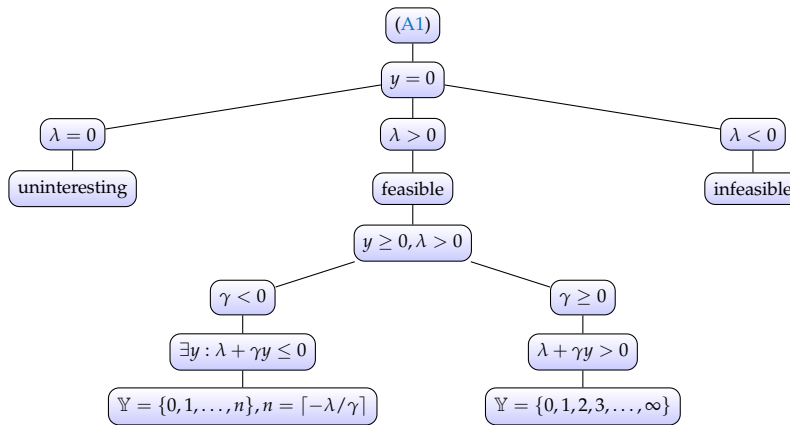 (A1)
y = 0
λ = 0
λ > 0
λ < 0
uninteresting
feasible
infeasible
y ≥ 0, λ > 0
γ < 0
γ ≥ 0
∃y : λ + γy ≤ 0
λ + γy > 0
𝕐 = {0, 1, . . . , n}, n = ⌈−λ/γ⌉
𝕐 = {0, 1, 2, 3, . . . , ∞}